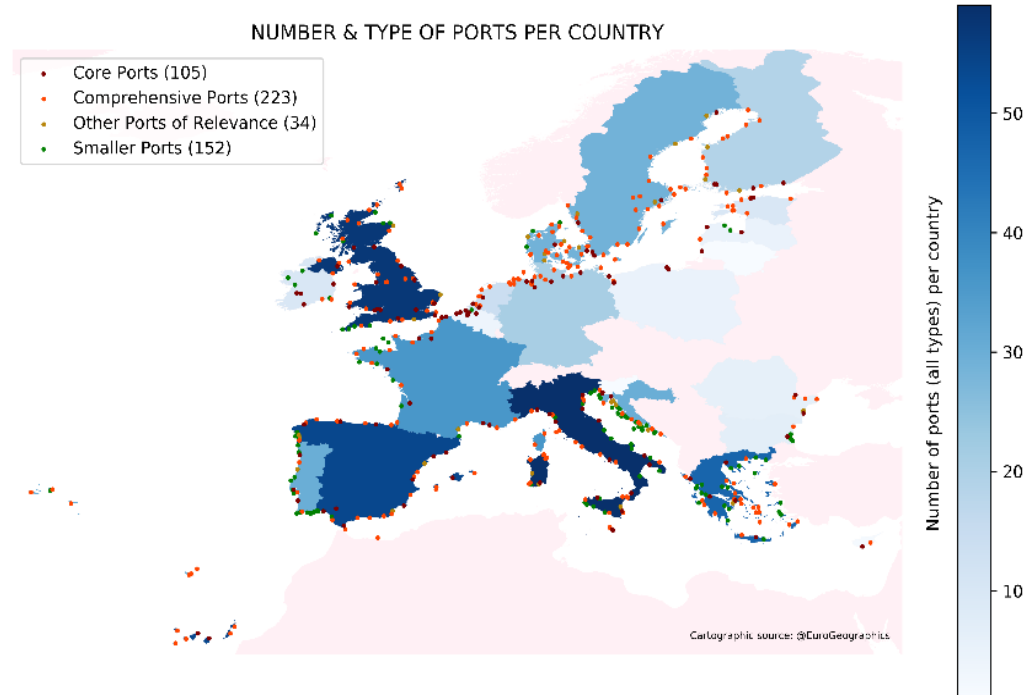 NUMBER & TYPE OF PORTS PER COUNTRY
Core Ports (105)
Comprehensive Ports (223)
Other Ports of Relevance (34)
Smaller Ports (152)
50
40
30
20
10
Number of ports (all types) per country
Cartographic source: @EuroGeographics